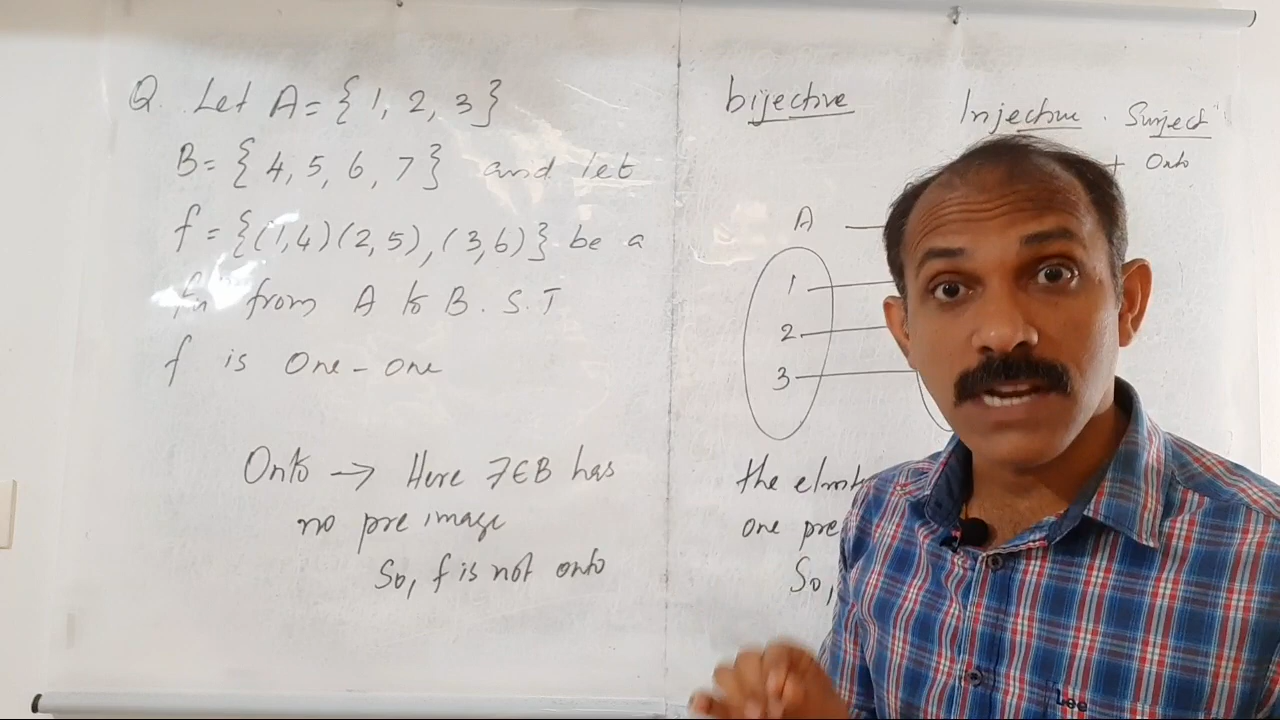 Q. Let A = { 1, 2, 3 }
B = { 4, 5, 6, 7 } and let
f = {(1,4)(2,5),(3,6)} be a
fn from A to B. S.T
f is One-One
Onto → Here 7∈B has
no pre image
So, f is not onto
bijective
Injective. Surject
+ Onto
A
1
2
3
the
one pre
So,
Lee